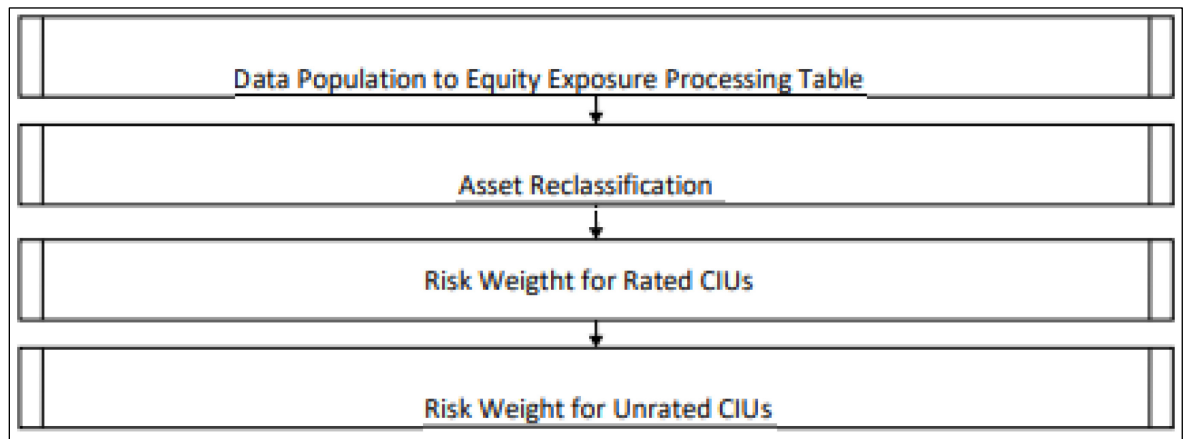 Data Population to Equity Exposure Processing Table
Asset Reclassification
Risk Weigtht for Rated CIUs
Risk Weight for Unrated CIUs